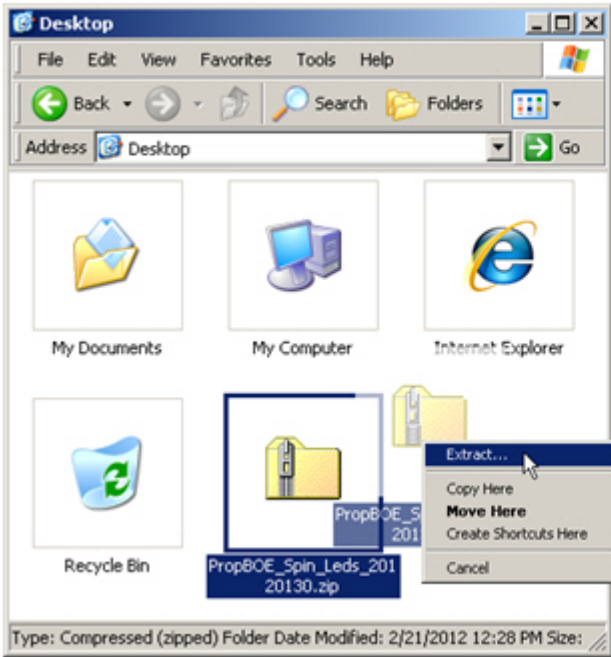 Desktop
File Edit View Favorites Tools Help
Back Search Folders
Address Desktop Go
My Documents My Computer Internet Explorer
Extract...
Copy Here
Move Here
Create Shortcuts Here
Cancel
PropBOE_S
201
Recycle Bin
PropBOE_Spin_Leds_201
20130.zip
Type: Compressed (zipped) Folder Date Modified: 2/21/2012 12:28 PM Size: